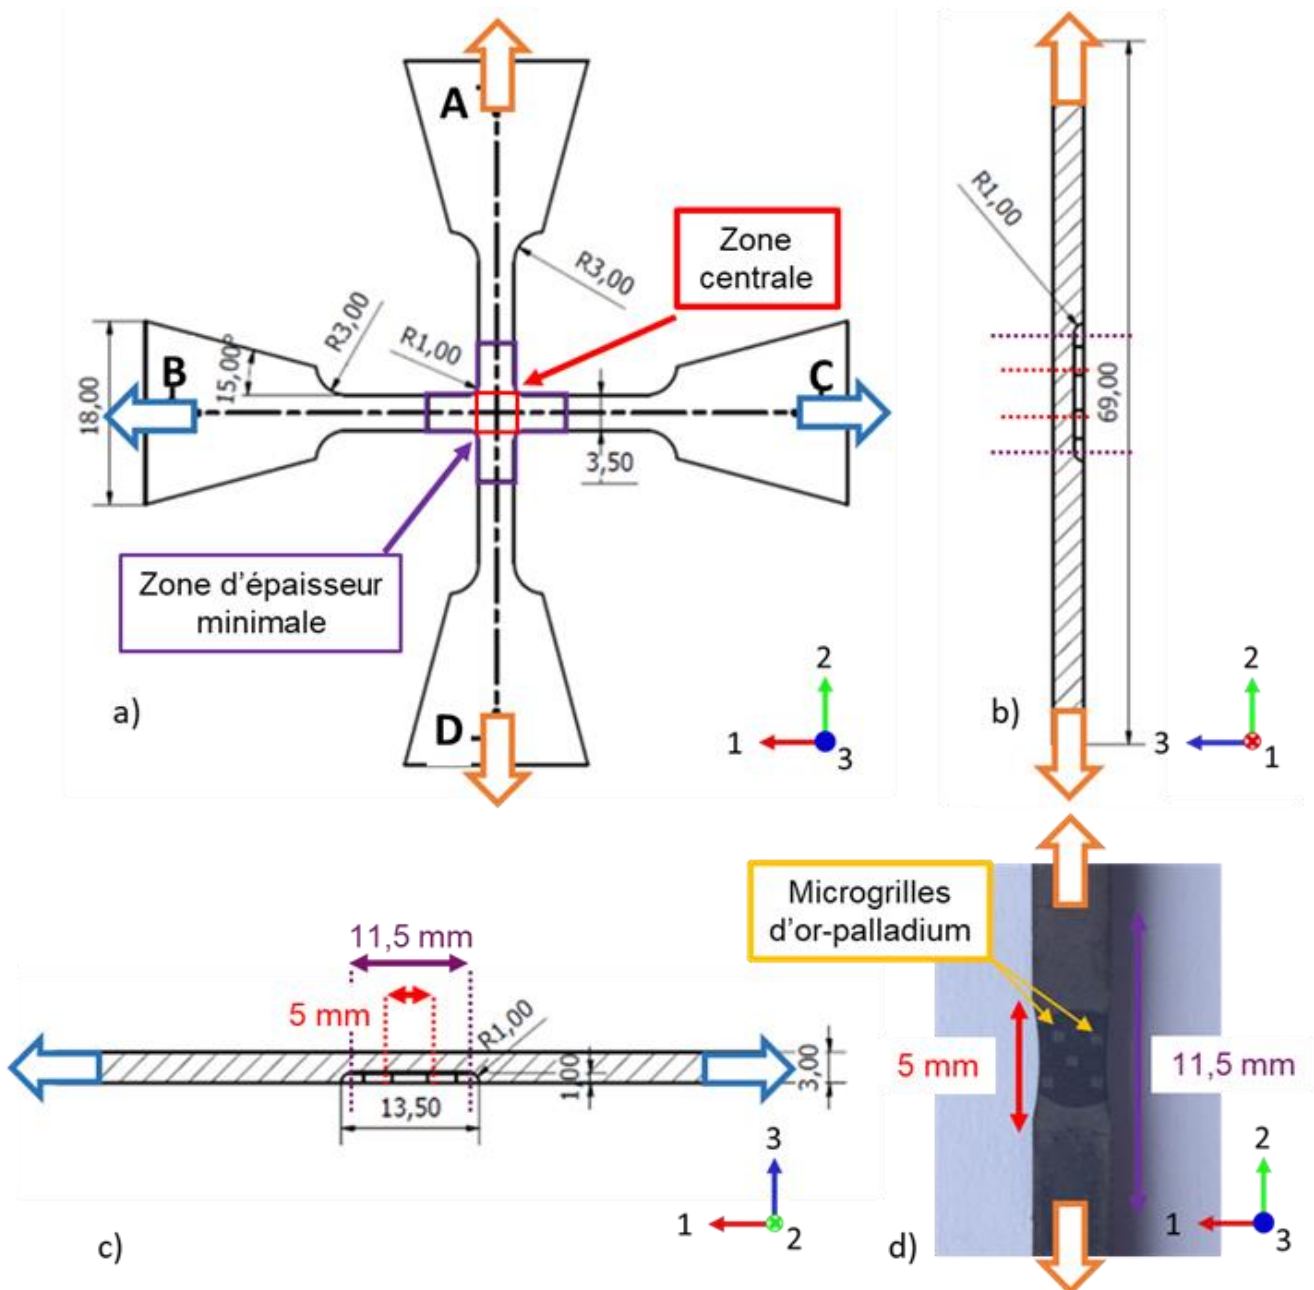 A
Zone
centrale
R3,00
R3,00
R1,00
B
15,00°
18,00
C
3,50
Zone d'épaisseur
minimale
D
a)
2
1
3
R1,00
69,00
b)
2
3
1
11,5 mm
5 mm
R1,00
1,00
3,00
13,50
3
1
2
c)
Microgrilles
d'or-palladium
5 mm
11,5 mm
2
1
3
d)